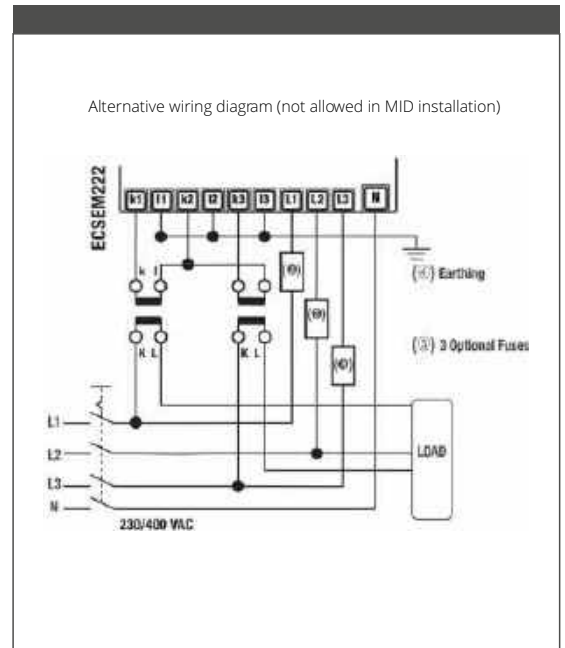 Alternative wiring diagram (not allowed in MID installation)
ECSEM222
k1 l1 k2 l2 k3 l3 L1 L2 L3 N
k l
Earthing
3 Optional Fuses
K L K L
L1
L2
L3
N
LOAD
230/400 VAC